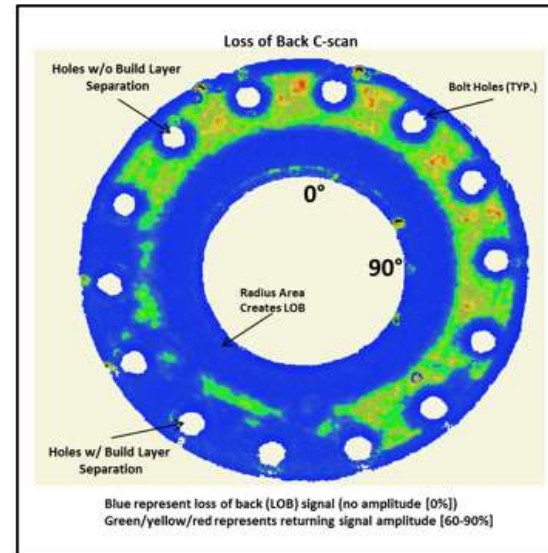 Loss of Back C-scan
Holes w/o Build Layer
Separation
Bolt Holes (TYP.)
0°
90°
Radius Area
Creates LOB
Holes w/ Build Layer
Separation
Blue represent loss of back (LOB) signal (no amplitude [0%])
Green/yellow/red represents returning signal amplitude [60-90%]